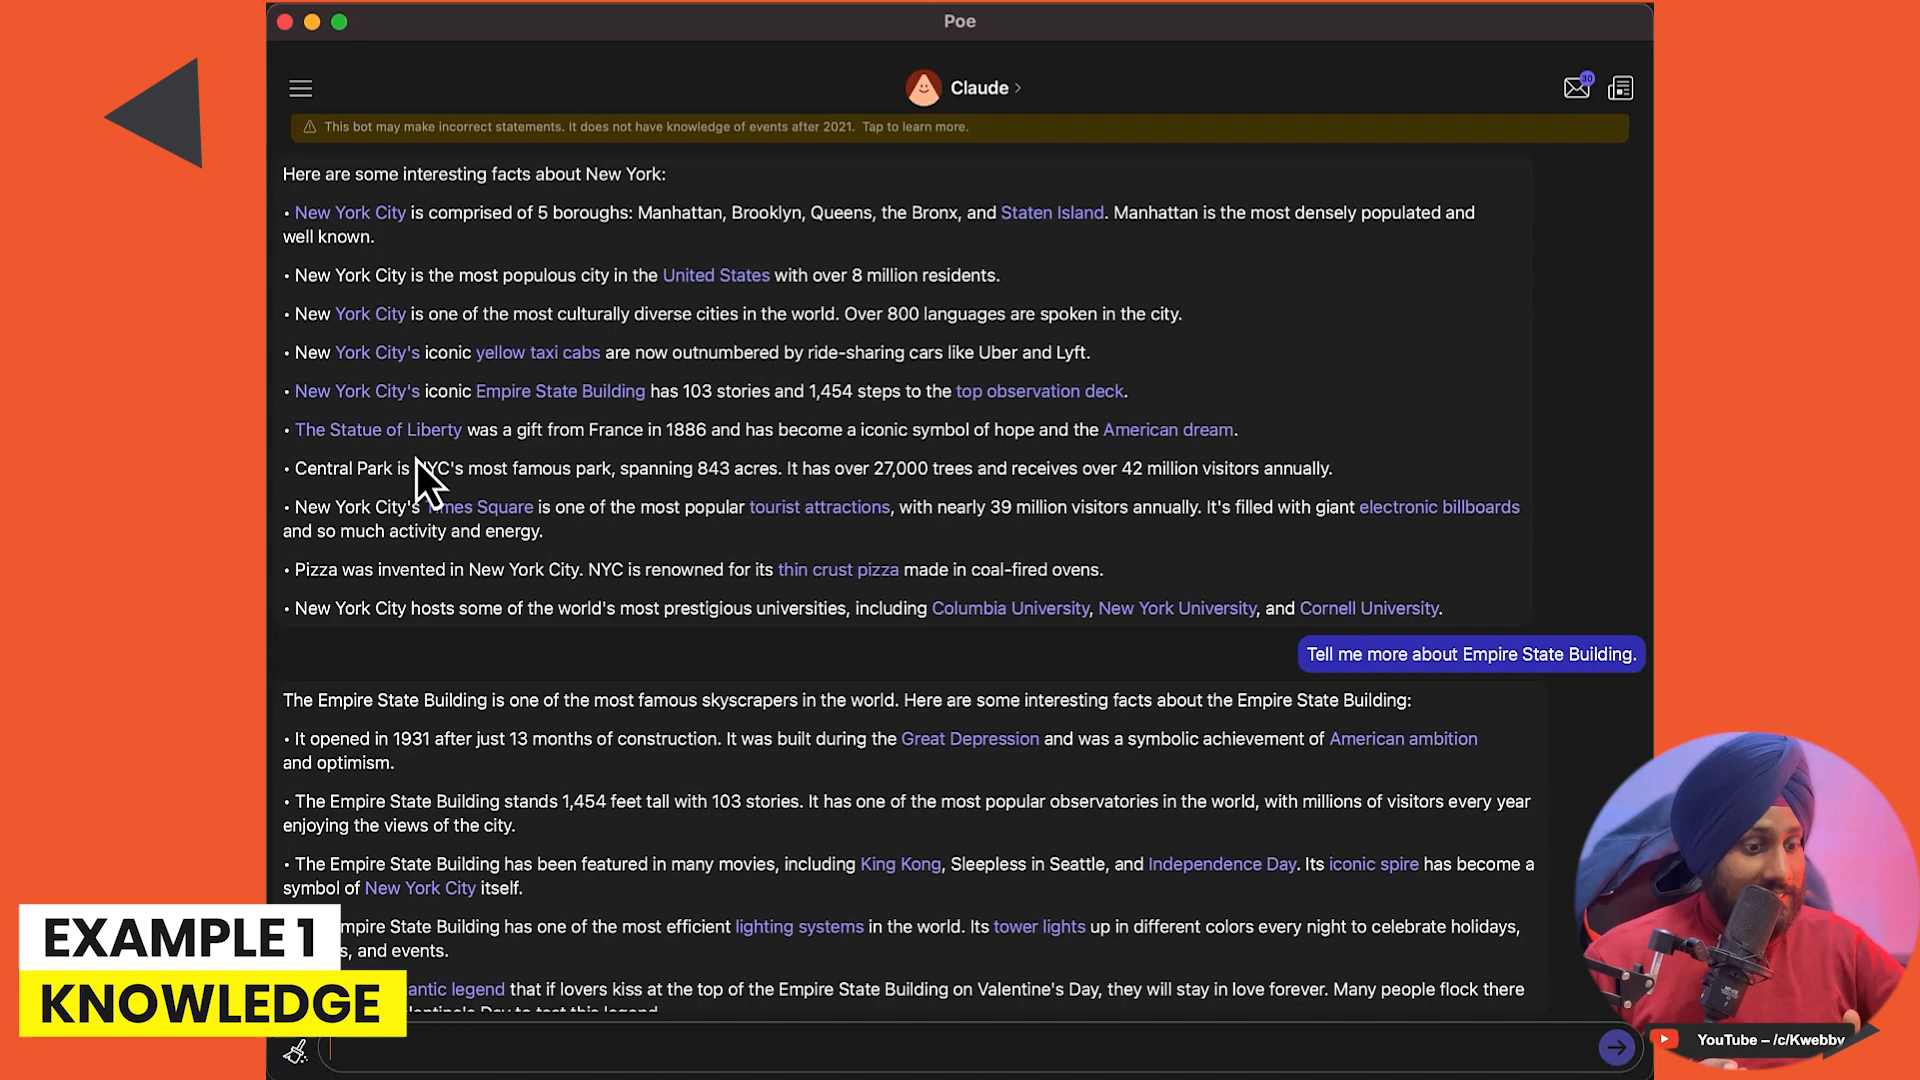 Poe
Claude
30
This bot may make incorrect statements. It does not have knowledge of events after 2021. Tap to learn more.
Here are some interesting facts about New York:
• New York City is comprised of 5 boroughs: Manhattan, Brooklyn, Queens, the Bronx, and Staten Island. Manhattan is the most densely populated and
well known.
• New York City is the most populous city in the United States with over 8 million residents.
• New York City is one of the most culturally diverse cities in the world. Over 800 languages are spoken in the city.
• New York City's iconic yellow taxi cabs are now outnumbered by ride-sharing cars like Uber and Lyft.
• New York City's iconic Empire State Building has 103 stories and 1,454 steps to the top observation deck.
• The Statue of Liberty was a gift from France in 1886 and has become a iconic symbol of hope and the American dream.
• Central Park is NYC's most famous park, spanning 843 acres. It has over 27,000 trees and receives over 42 million visitors annually.
• New York City's Times Square is one of the most popular tourist attractions, with nearly 39 million visitors annually. It's filled with giant electronic billboards
and so much activity and energy.
• Pizza was invented in New York City. NYC is renowned for its thin crust pizza made in coal-fired ovens.
• New York City hosts some of the world's most prestigious universities, including Columbia University, New York University, and Cornell University.
Tell me more about Empire State Building.
The Empire State Building is one of the most famous skyscrapers in the world. Here are some interesting facts about the Empire State Building:
• It opened in 1931 after just 13 months of construction. It was built during the Great Depression and was a symbolic achievement of American ambition
and optimism.
• The Empire State Building stands 1,454 feet tall with 103 stories. It has one of the most popular observatories in the world, with millions of visitors every year
enjoying the views of the city.
• The Empire State Building has been featured in many movies, including King Kong, Sleepless in Seattle, and Independence Day. Its iconic spire has become a
symbol of New York City itself.
mpire State Building has one of the most efficient lighting systems in the world. Its tower lights up in different colors every night to celebrate holidays,
s, and events.
antic legend that if lovers kiss at the top of the Empire State Building on Valentine's Day, they will stay in love forever. Many people flock there
EXAMPLE 1
KNOWLEDGE
YouTube – /c/Kwebby